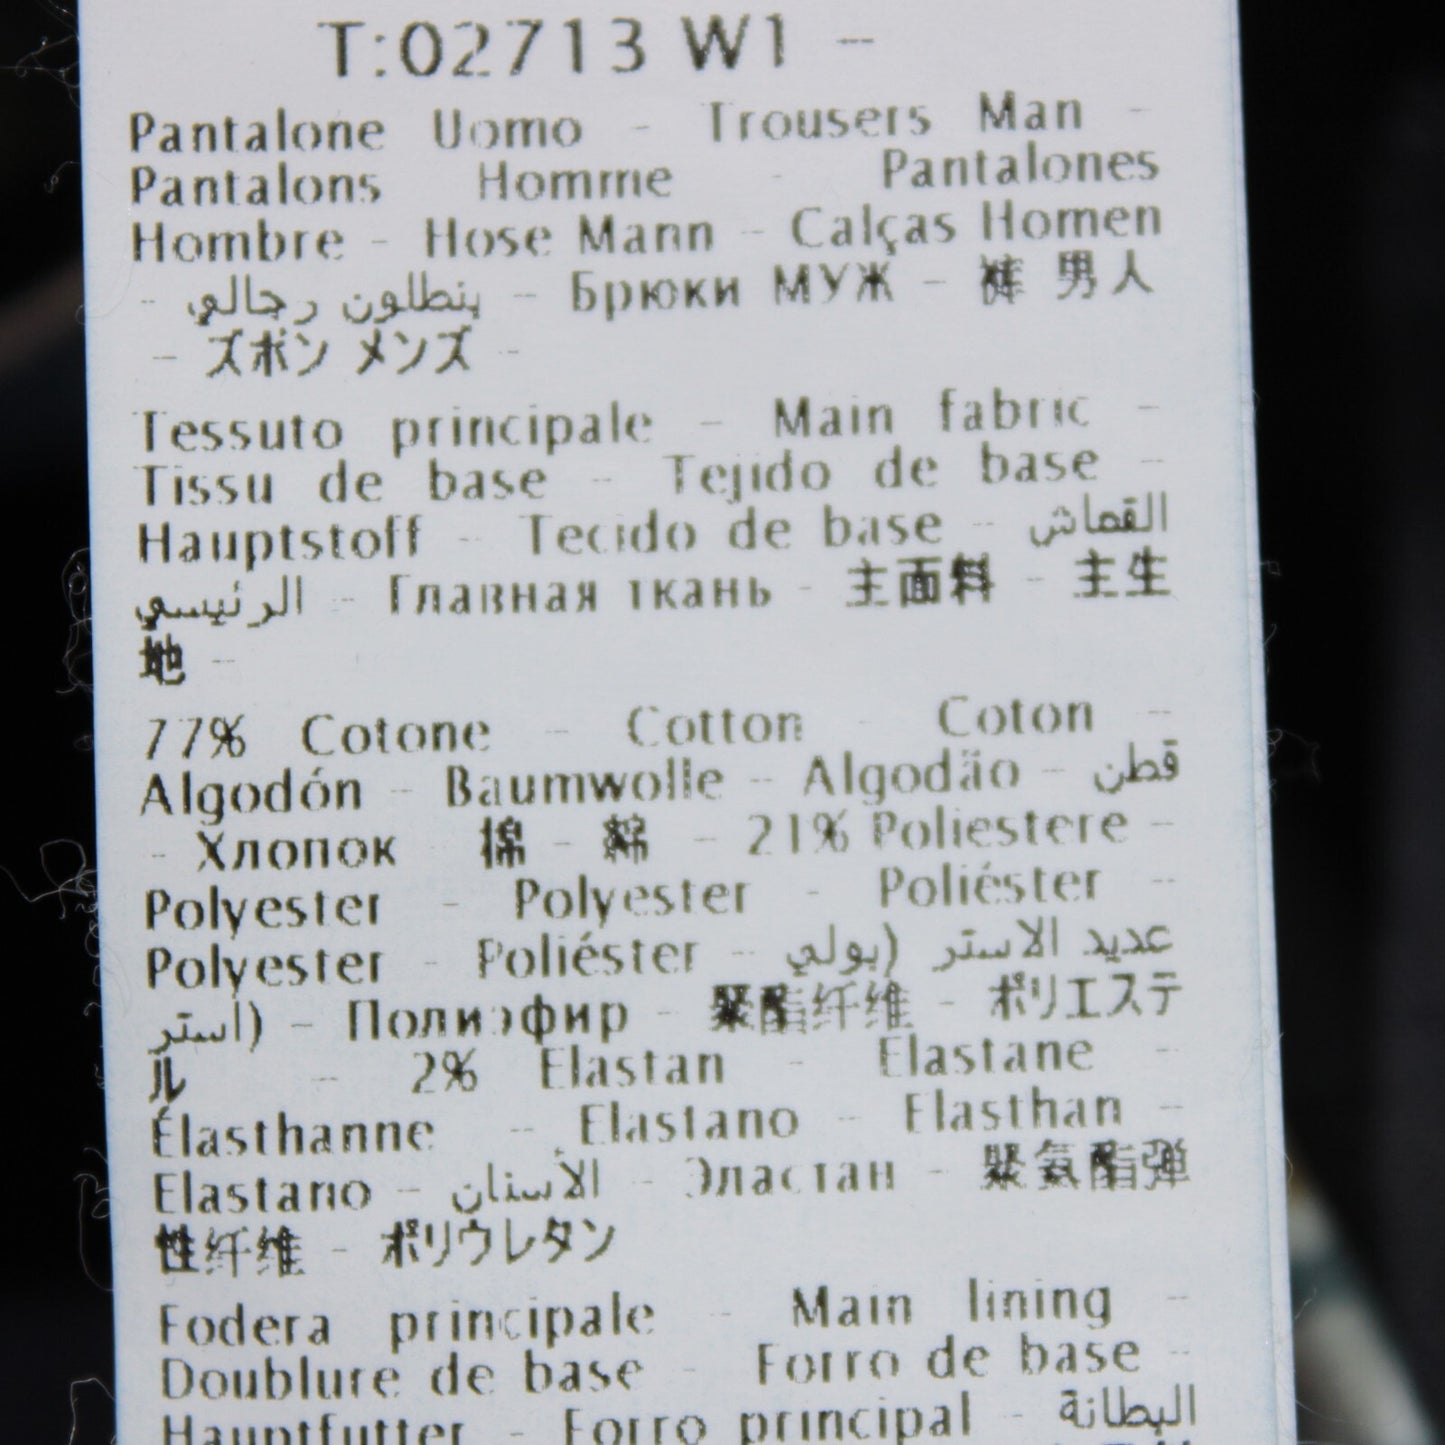 T:02713 W1 -
Pantalone Uomo - Trousers Man -
Pantalons Homme - Pantalones
Hombre - Hose Mann - Calças Homen
- بنطلون رجالي - Брюки МУЖ - 裤 男人
- ズボン メンズ -
Tessuto principale - Main fabric -
Tissu de base - Tejido de base -
Hauptstoff - Tecido de base - القماش
الرئيسي - Главная ткань - 主面料 - 主生
地 -
77% Cotone - Cotton - Coton -
Algodón - Baumwolle - Algodão - قطن
- Хлопок 棉 - 綿 - 21% Poliestere -
Polyester - Polyester - Poliéster -
Polyester - Poliéster - عديد الاستر (بولي
استر) - Полиэфир - 聚酯纤维 - ポリエステ
ル - 2% Elastan - Elastane -
Élasthanne - Elastano - Elasthan -
Elastano - الأستان - Эластан - 聚氨酯弹
性纤维 - ポリウレタン
Fodera principale - Main lining -
Doublure de base - Forro de base -
Hauptfutter - Forro principal - البطانة